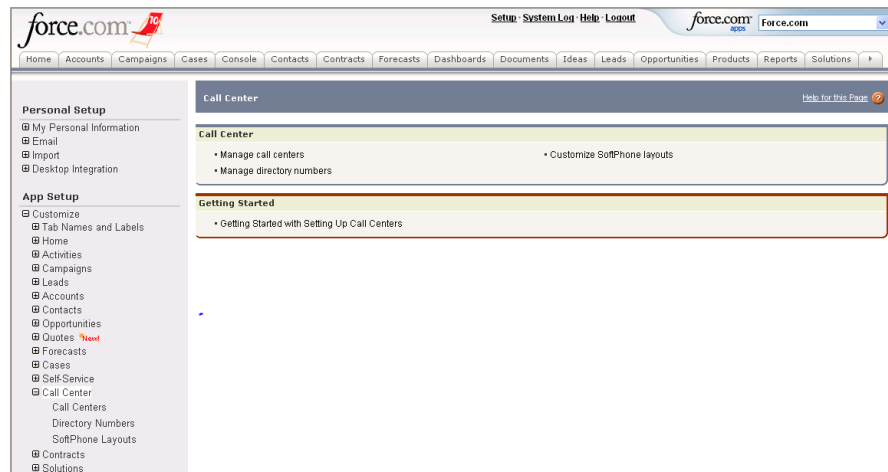 force.com 10
Setup · System Log · Help · Logout
force.com apps
Force.com
Home Accounts Campaigns Cases Console Contacts Contracts Forecasts Dashboards Documents Ideas Leads Opportunities Products Reports Solutions
Personal Setup
My Personal Information
Email
Import
Desktop Integration
App Setup
Customize
Tab Names and Labels
Home
Activities
Campaigns
Leads
Accounts
Contacts
Opportunities
Quotes New!
Forecasts
Cases
Self-Service
Call Center
Call Centers
Directory Numbers
SoftPhone Layouts
Contracts
Solutions
Call Center
Help for this Page ?
Call Center
• Manage call centers
• Customize SoftPhone layouts
• Manage directory numbers
Getting Started
• Getting Started with Setting Up Call Centers